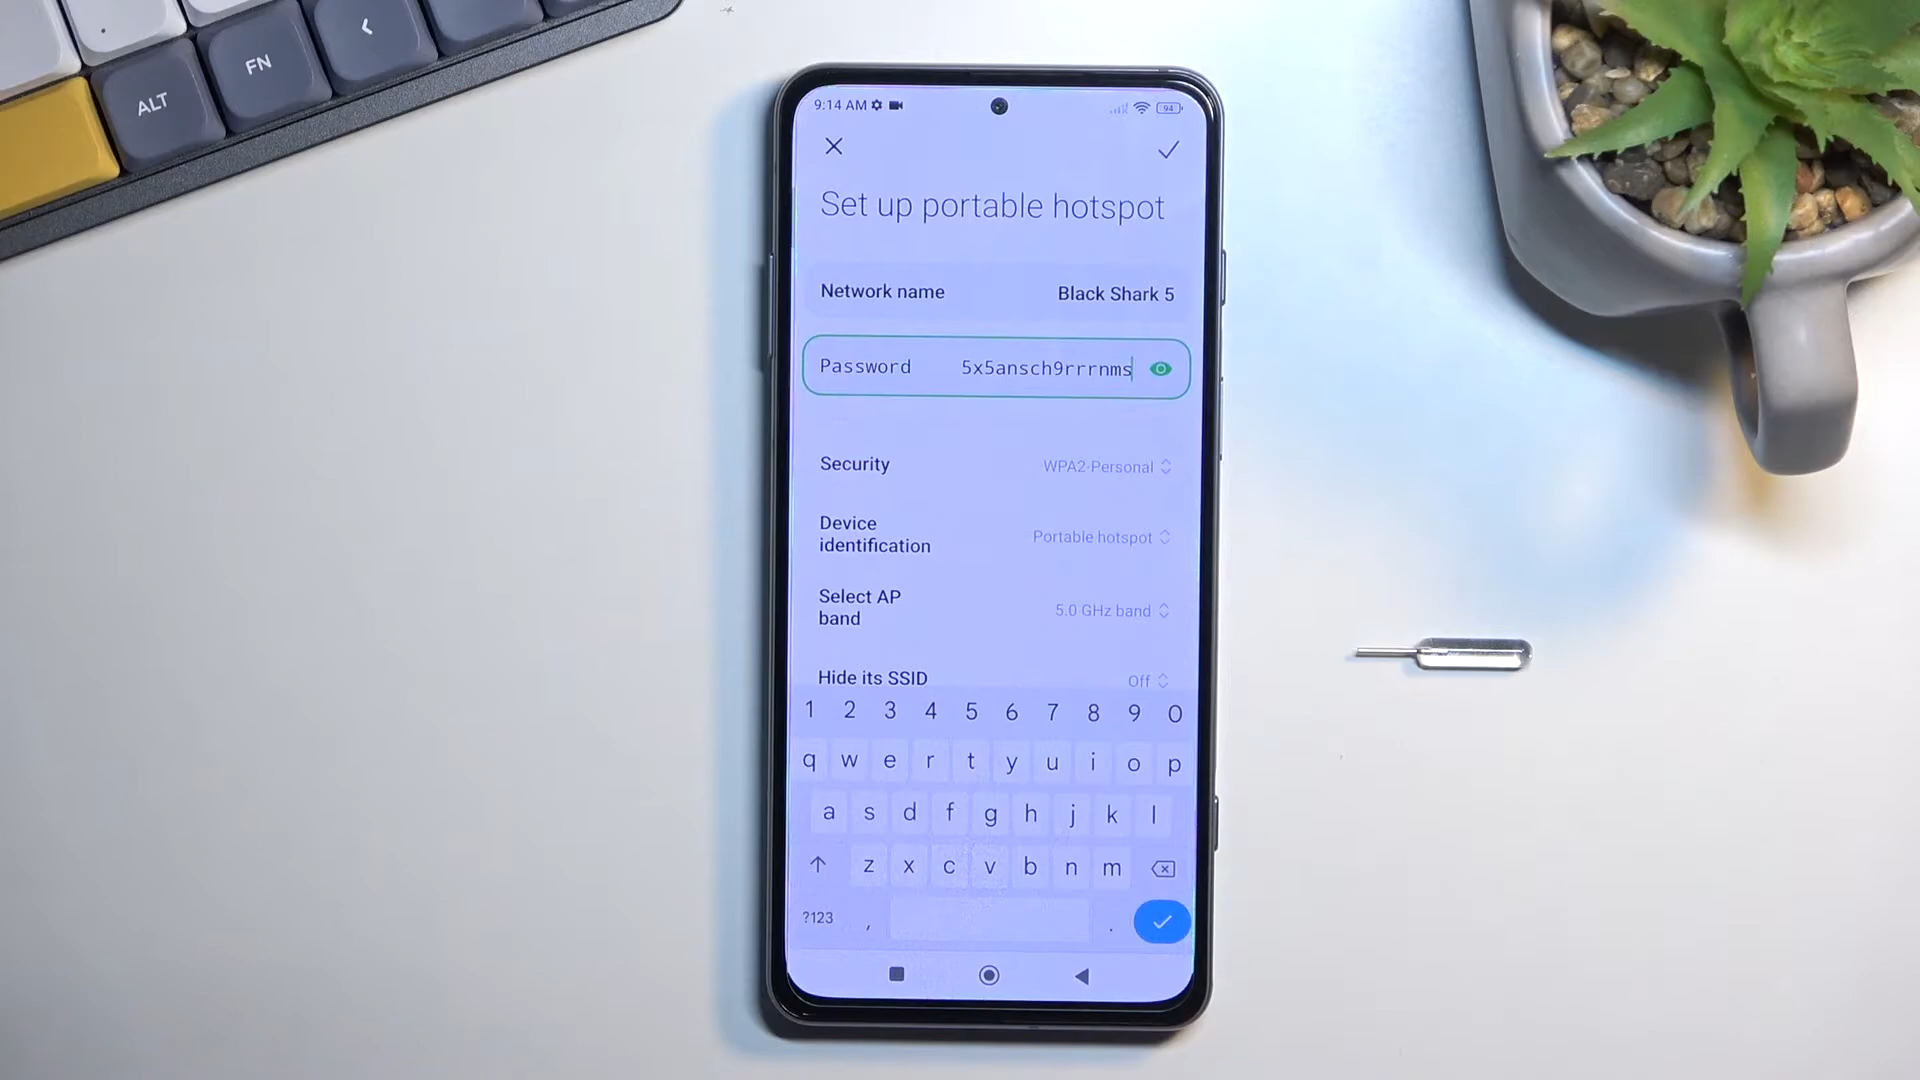 ALT
FN
<
9:14 AM
94
Set up portable hotspot
Network name Black Shark 5
Password 5x5ansch9rrrnms
Security WPA2-Personal
Device identification Portable hotspot
Select AP band 5.0 GHz band
Hide its SSID Off
1 2 3 4 5 6 7 8 9 0
q w e r t y u i o p
a s d f g h j k l
z x c v b n m
?123 , .